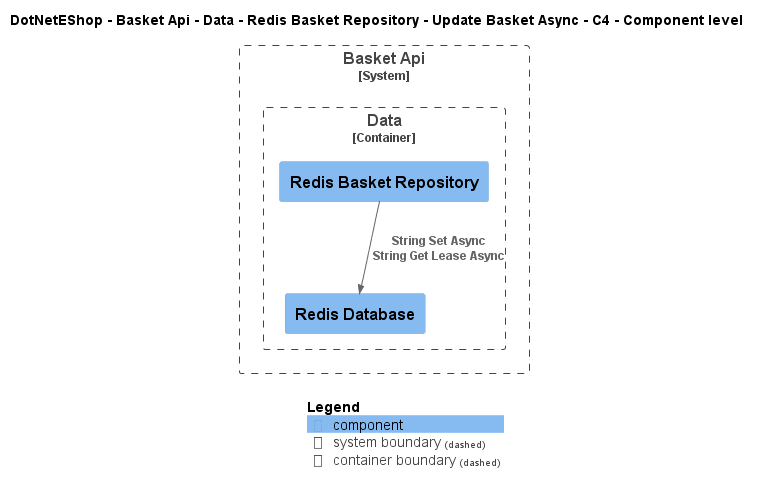 DotNetEShop - Basket Api - Data - Redis Basket Repository - Update Basket Async - C4 - Component level
Basket Api
[System]
Data
[Container]
Redis Basket Repository
String Set Async
String Get Lease Async
Redis Database
Legend
component
system boundary (dashed)
container boundary (dashed)